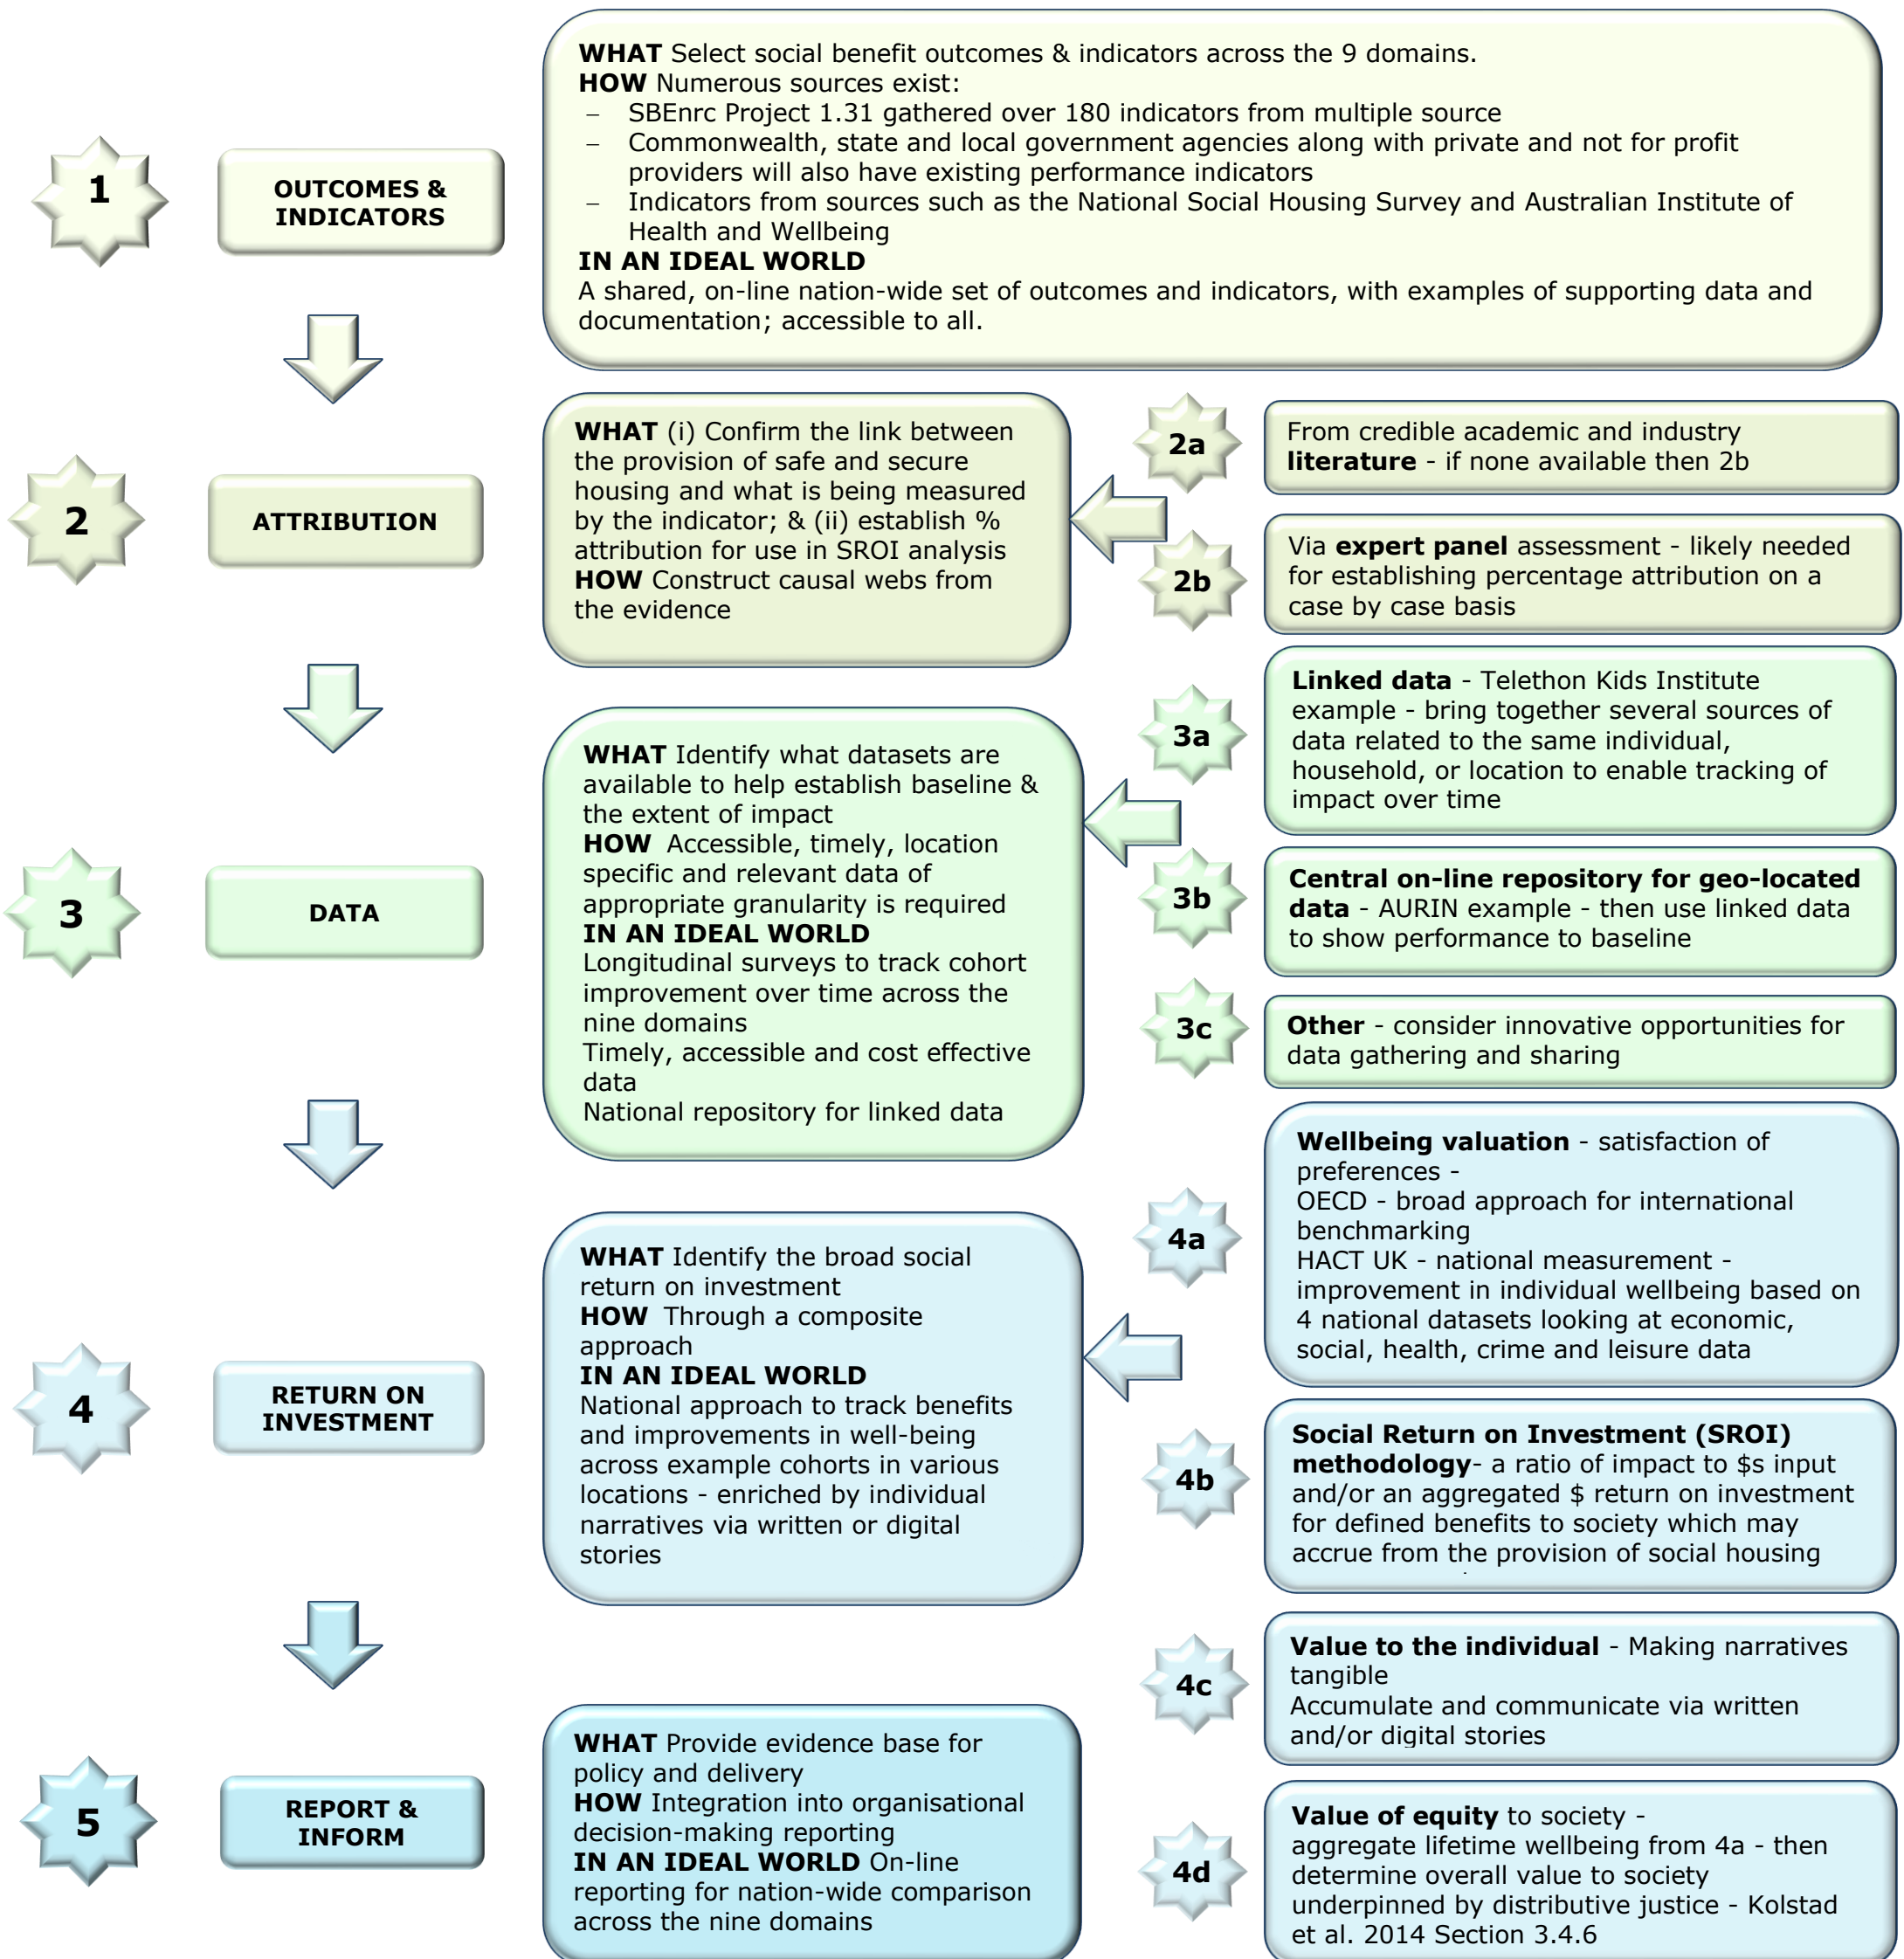 WHAT Select social benefit outcomes & indicators across the 9 domains.
HOW Numerous sources exist:
– SBEnrc Project 1.31 gathered over 180 indicators from multiple source
– Commonwealth, state and local government agencies along with private and not for profit
providers will also have existing performance indicators
– Indicators from sources such as the National Social Housing Survey and Australian Institute of
Health and Wellbeing
IN AN IDEAL WORLD
A shared, on-line nation-wide set of outcomes and indicators, with examples of supporting data and
documentation; accessible to all.
1
OUTCOMES &
INDICATORS
2
ATTRIBUTION
WHAT (i) Confirm the link between
the provision of safe and secure
housing and what is being measured
by the indicator; & (ii) establish %
attribution for use in SROI analysis
HOW Construct causal webs from
the evidence
2a
From credible academic and industry
literature - if none available then 2b
2b
Via expert panel assessment - likely needed
for establishing percentage attribution on a
case by case basis
3
DATA
WHAT Identify what datasets are
available to help establish baseline &
the extent of impact
HOW Accessible, timely, location
specific and relevant data of
appropriate granularity is required
IN AN IDEAL WORLD
Longitudinal surveys to track cohort
improvement over time across the
nine domains
Timely, accessible and cost effective
data
National repository for linked data
3a
Linked data - Telethon Kids Institute
example - bring together several sources of
data related to the same individual,
household, or location to enable tracking of
impact over time
3b
Central on-line repository for geo-located
data - AURIN example - then use linked data
to show performance to baseline
3c
Other - consider innovative opportunities for
data gathering and sharing
4
RETURN ON
INVESTMENT
WHAT Identify the broad social
return on investment
HOW Through a composite
approach
IN AN IDEAL WORLD
National approach to track benefits
and improvements in well-being
across example cohorts in various
locations - enriched by individual
narratives via written or digital
stories
4a
Wellbeing valuation - satisfaction of
preferences -
OECD - broad approach for international
benchmarking
HACT UK - national measurement -
improvement in individual wellbeing based on
4 national datasets looking at economic,
social, health, crime and leisure data
4b
Social Return on Investment (SROI)
methodology- a ratio of impact to $s input
and/or an aggregated $ return on investment
for defined benefits to society which may
accrue from the provision of social housing
4c
Value to the individual - Making narratives
tangible
Accumulate and communicate via written
and/or digital stories
4d
Value of equity to society -
aggregate lifetime wellbeing from 4a - then
determine overall value to society
underpinned by distributive justice - Kolstad
et al. 2014 Section 3.4.6
5
REPORT &
INFORM
WHAT Provide evidence base for
policy and delivery
HOW Integration into organisational
decision-making reporting
IN AN IDEAL WORLD On-line
reporting for nation-wide comparison
across the nine domains